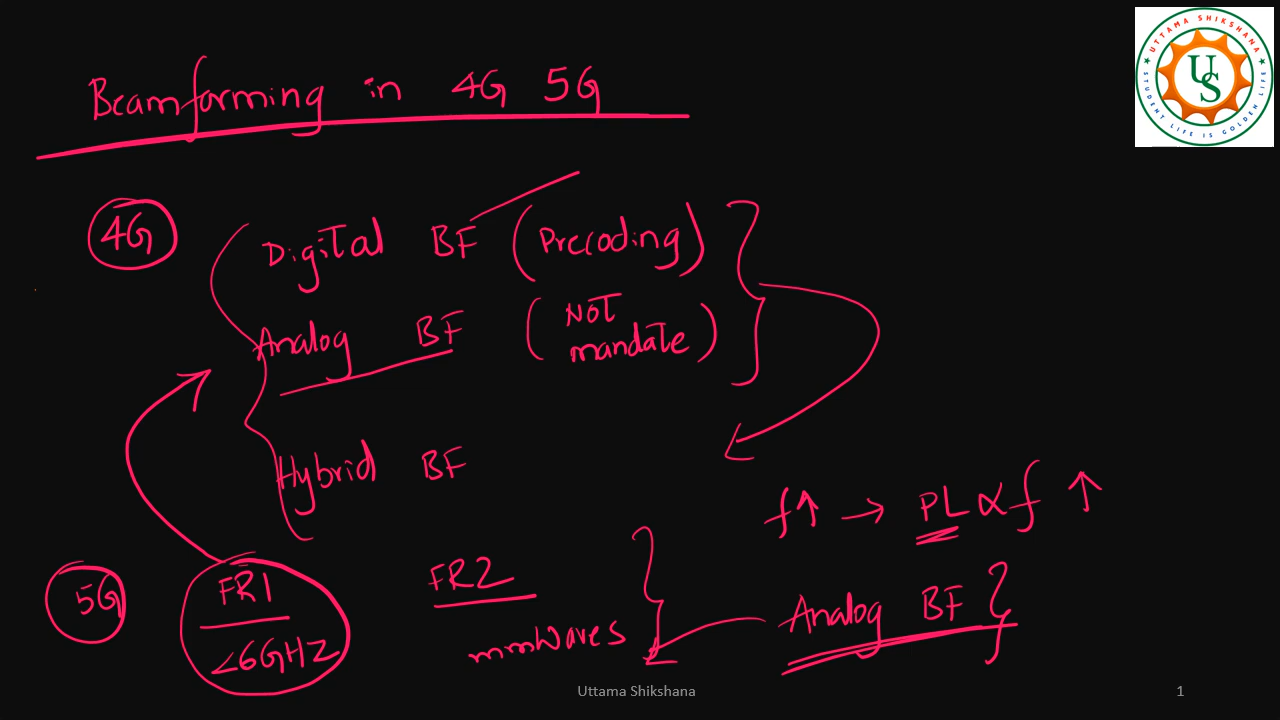 Beamforming in 4G 5G
UTTAMA SHIKSHANA
US
STUDENT LIFE IS GOLDEN LIFE
4G
Digital BF (Precoding)
Analog BF (NOT mandate)
Hybrid BF
f↑ → PL ∝ f ↑
5G
FR1
<6GHz
FR2
mmWaves
Analog BF
Uttama Shikshana
1